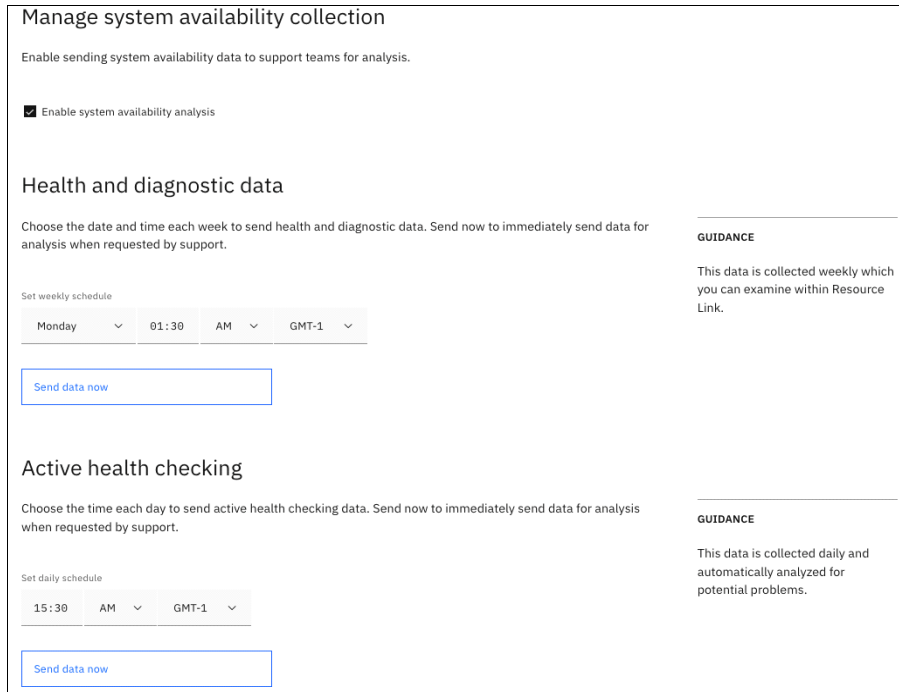 Manage system availability collection
Enable sending system availability data to support teams for analysis.
Enable system availability analysis
Health and diagnostic data
Choose the date and time each week to send health and diagnostic data. Send now to immediately send data for
analysis when requested by support.
GUIDANCE
This data is collected weekly which
you can examine within Resource
Link.
Set weekly schedule
Monday 01:30 AM GMT-1
Send data now
Active health checking
Choose the time each day to send active health checking data. Send now to immediately send data for analysis
when requested by support.
GUIDANCE
This data is collected daily and
automatically analyzed for
potential problems.
Set daily schedule
15:30 AM GMT-1
Send data now